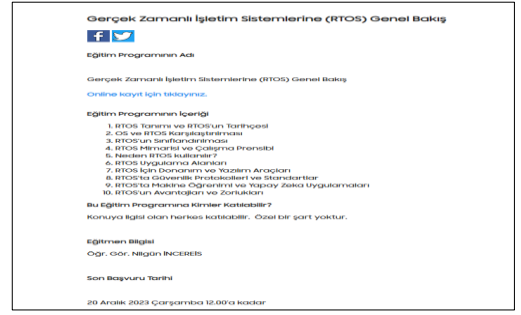 Gerçek Zamanlı İşletim Sistemlerine (RTOS) Genel Bakış
Eğitim Programının Adı
Gerçek Zamanlı İşletim Sistemlerine (RTOS) Genel Bakış
Online kayıt için tıklayınız.
Eğitim Programının İçeriği
1. RTOS Tanımı ve RTOS'un Tarihçesi
2. OS ve RTOS Karşılaştırılması
3. RTOS'un Sınıflandırılması
4. RTOS Mimarisi ve Çalışma Prensibi
5. Neden RTOS kullanılır?
6. RTOS Uygulama Alanları
7. RTOS İçin Donanım ve Yazılım Araçları
8. RTOS'ta Güvenlik Protokolleri ve Standartlar
9. RTOS'ta Makine Öğrenimi ve Yapay Zeka Uygulamaları
10. RTOS'un Avantajları ve Zorlukları
Bu Eğitim Programına Kimler Katılabilir?
Konuya ilgisi olan herkes katılabilir. Özel bir şart yoktur.
Eğitmen Bilgisi
Öğr. Gör. Nilgün İNCEREİS
Son Başvuru Tarihi
20 Aralık 2023 Çarşamba 12.00'a kadar